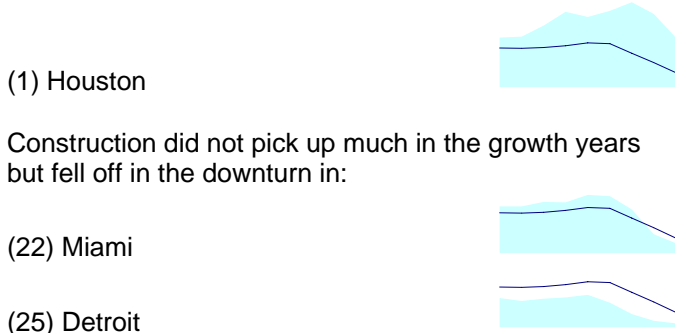 (1) Houston
Construction did not pick up much in the growth years
but fell off in the downturn in:
(22) Miami
(25) Detroit